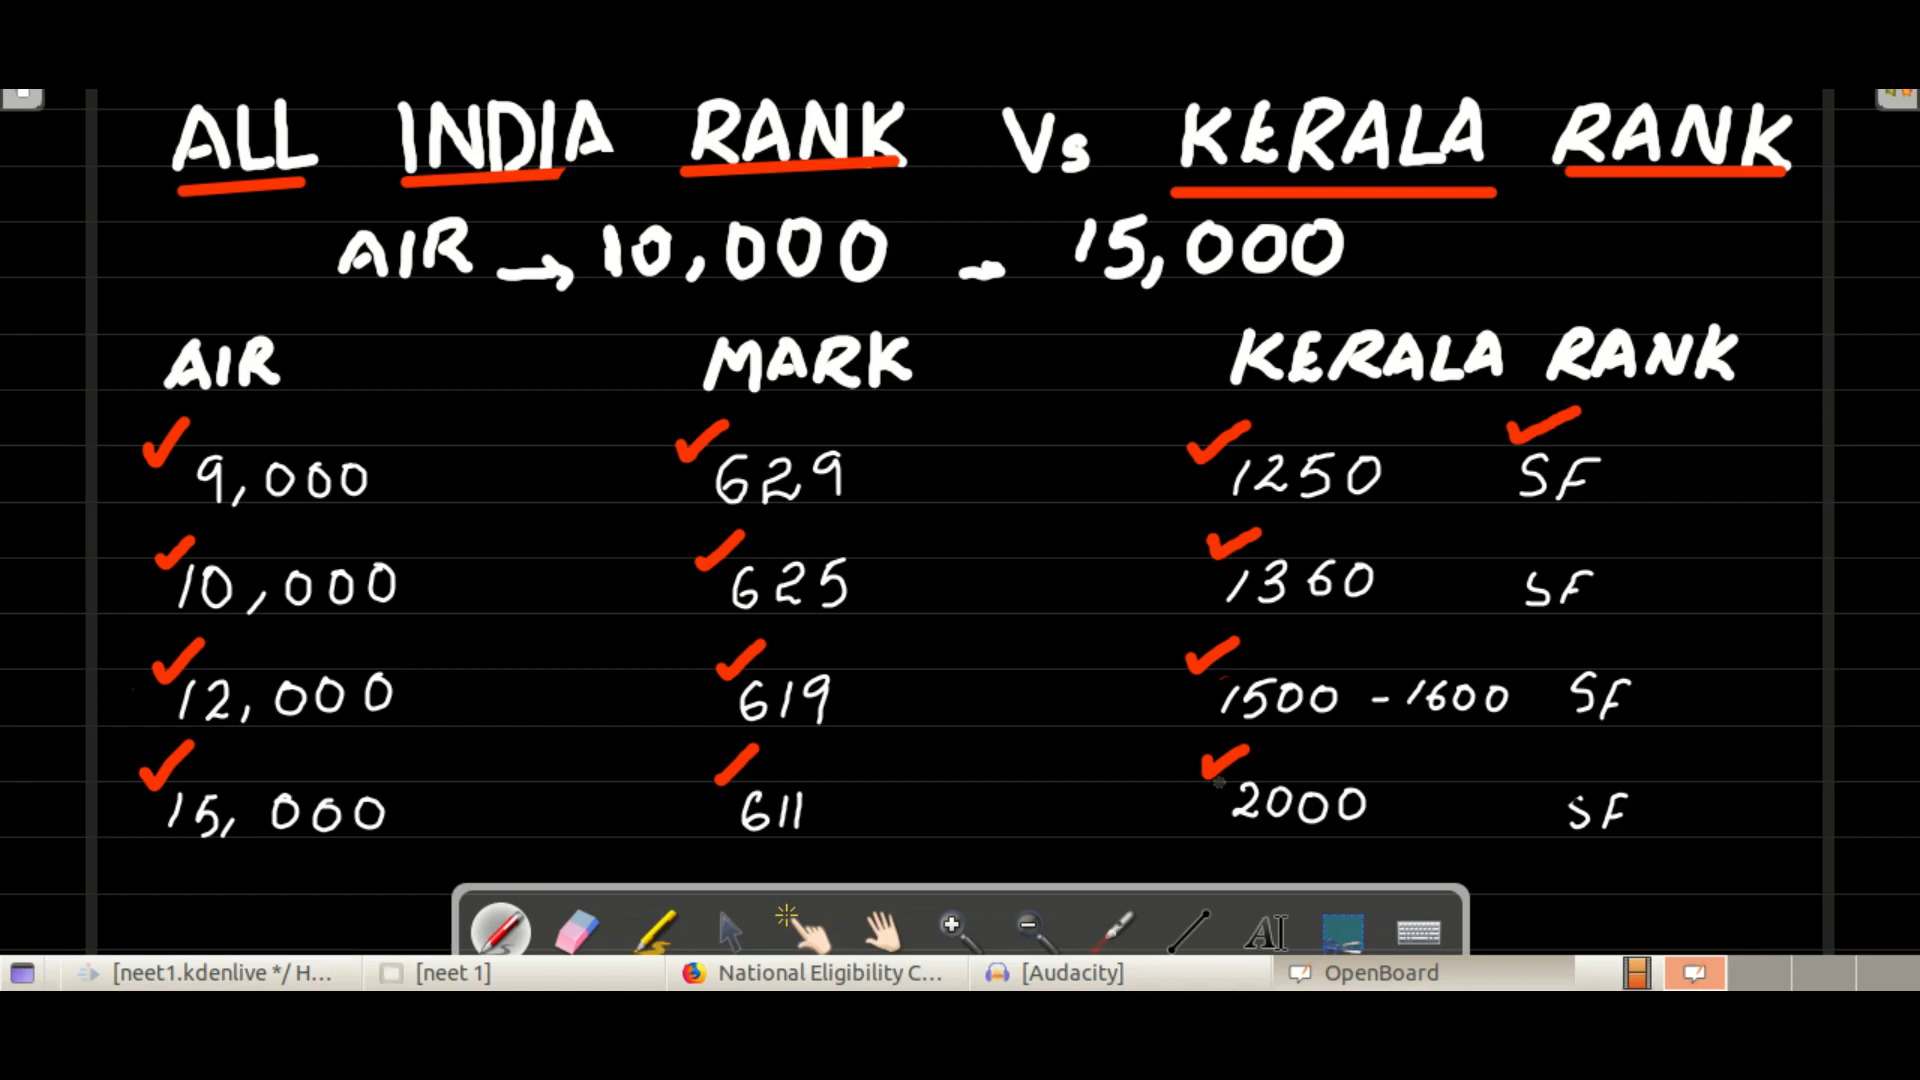 ALL INDIA RANK Vs KERALA RANK
AIR → 10,000 - 15,000
AIR MARK KERALA RANK
9,000 629 1250 SF
10,000 625 1360 SF
12,000 619 1500 - 1600 SF
15,000 611 2000 SF
AI
[neet1.kdenlive */ H... [neet 1] National Eligibility C... [Audacity] OpenBoard